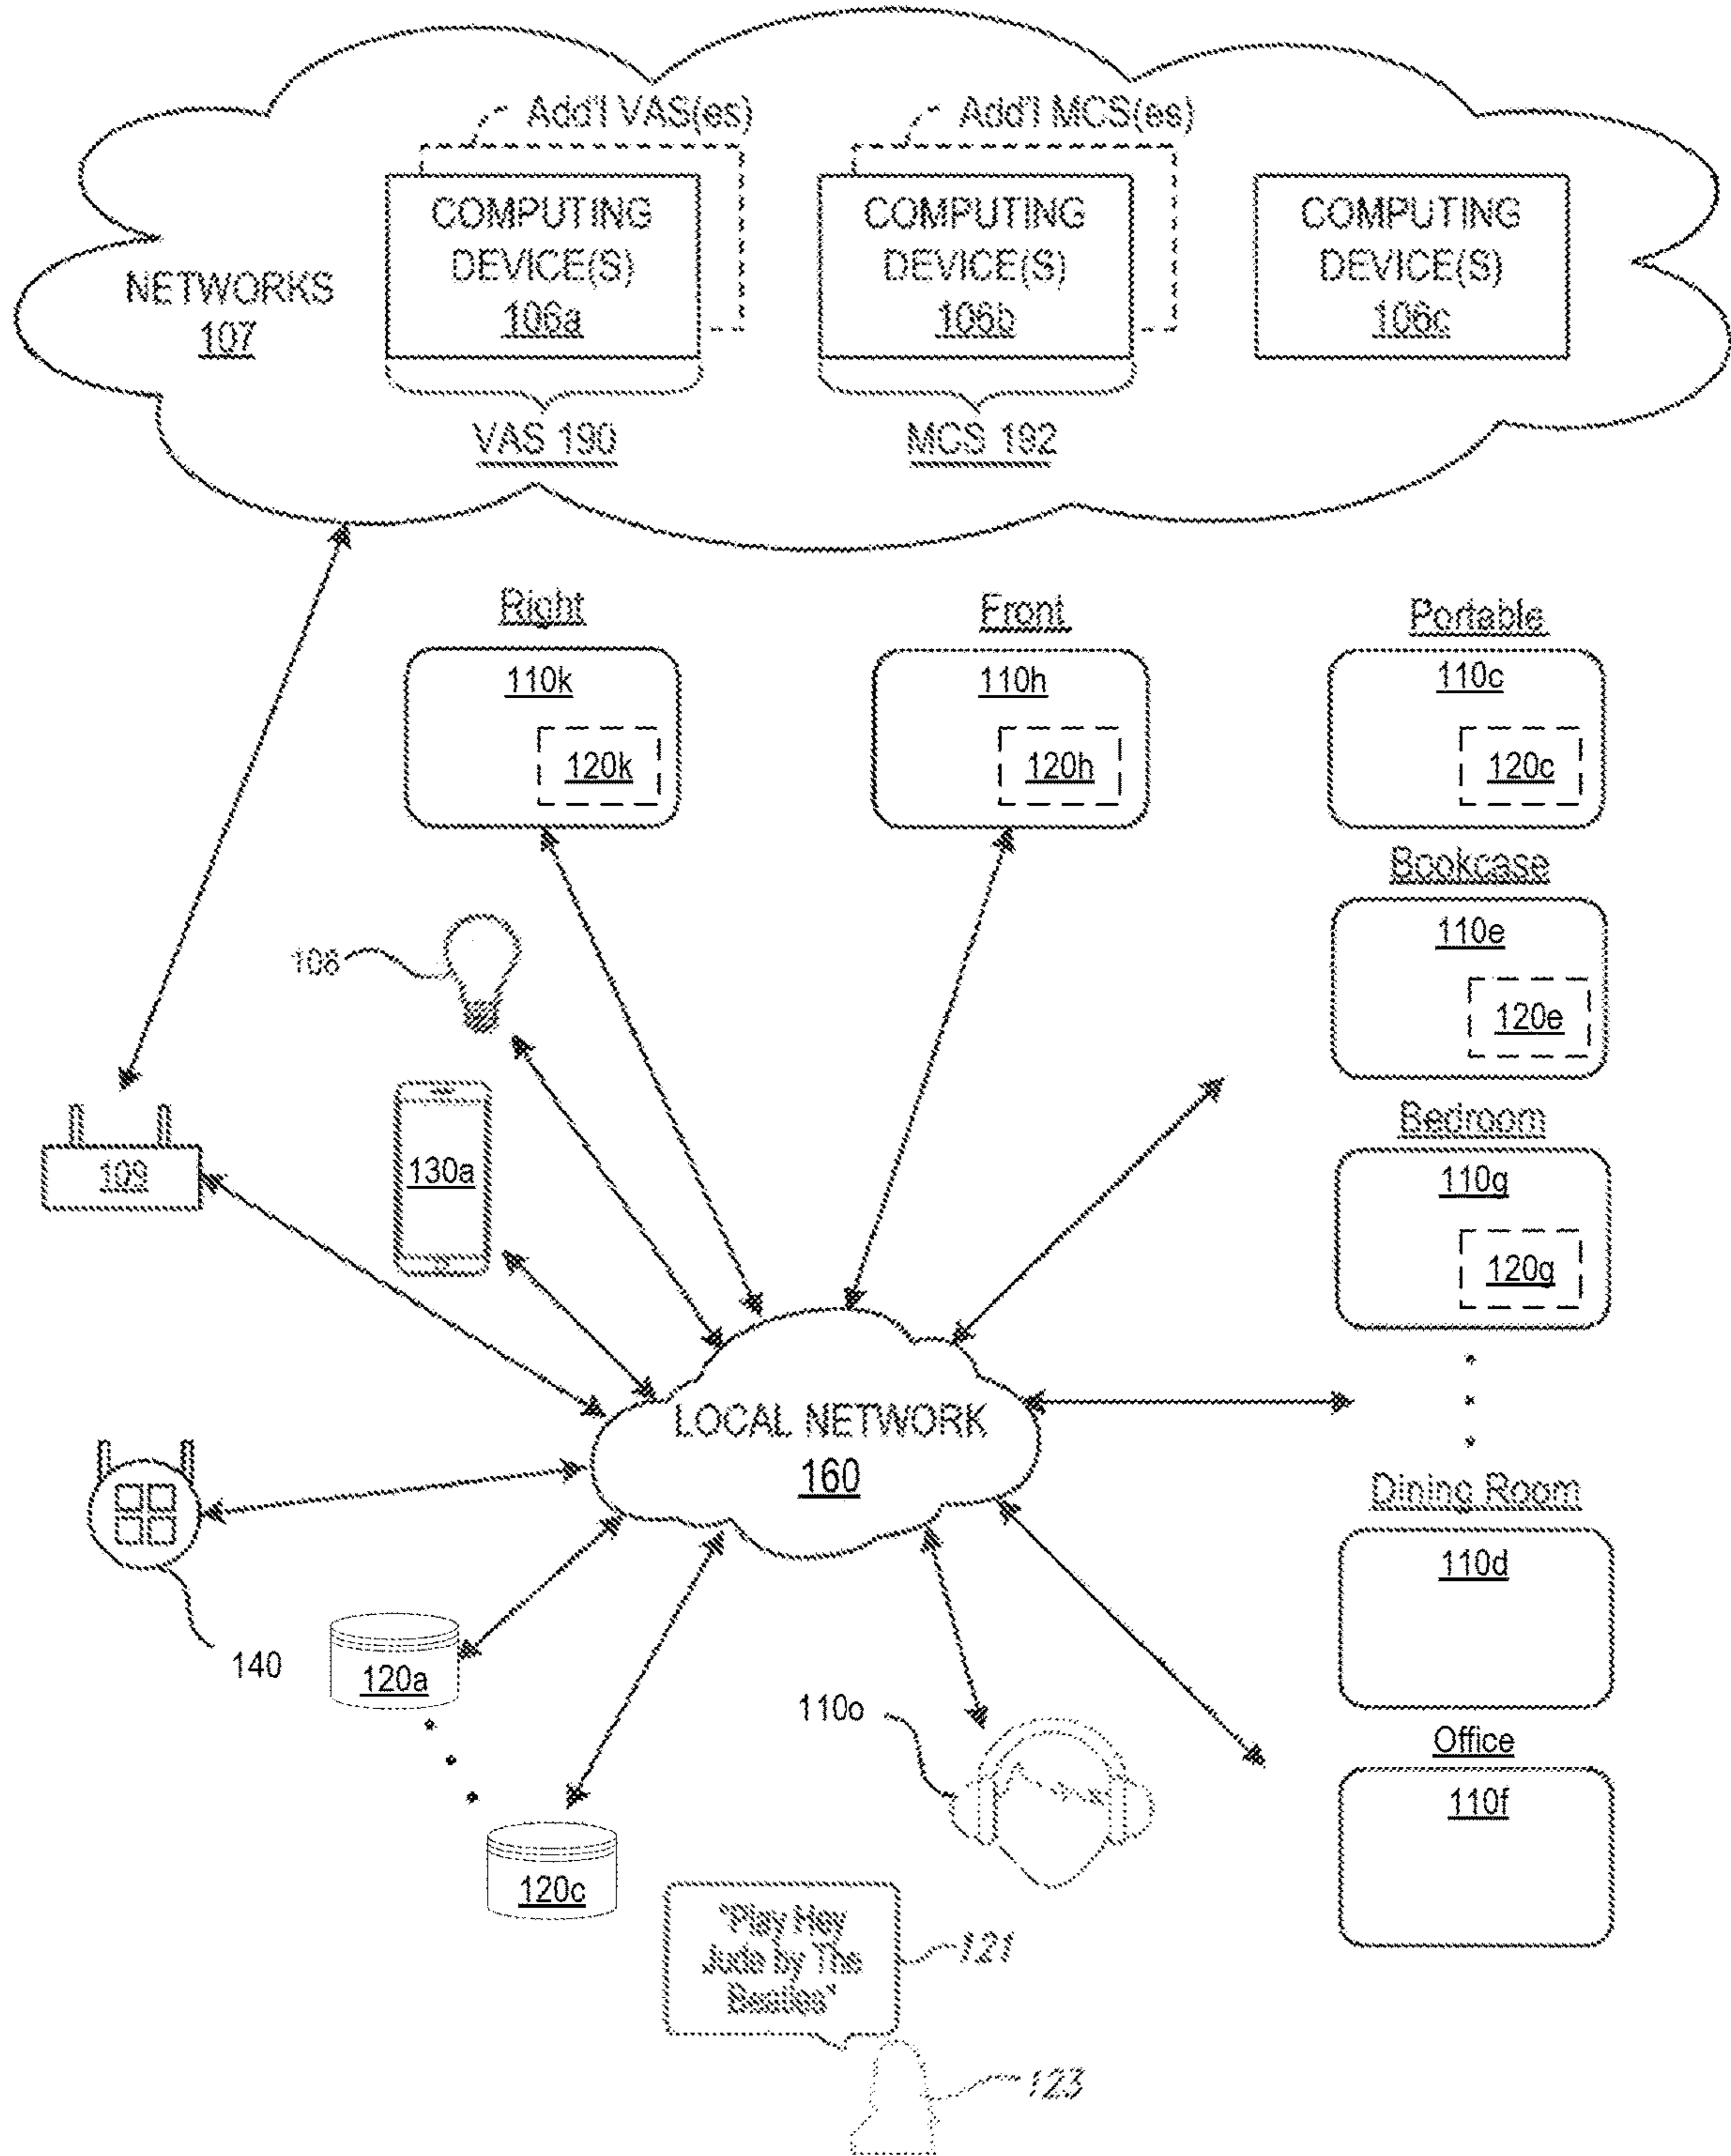 Add'l VAS(es)
Add'l MCS(es)
COMPUTING
DEVICE(S)
106a
COMPUTING
DEVICE(S)
106b
COMPUTING
DEVICE(S)
106c
NETWORKS
107
VAS 190
MCS 192
Right
110k
120k
Front
110h
120h
Portable
110c
120c
Bookcase
110e
120e
108
Bedroom
110g
120g
109
130a
LOCAL NETWORK
160
Dining Room
110d
140
120a
110o
Office
110f
120c
"Play Hey
Jude by The
Beatles"
121
123